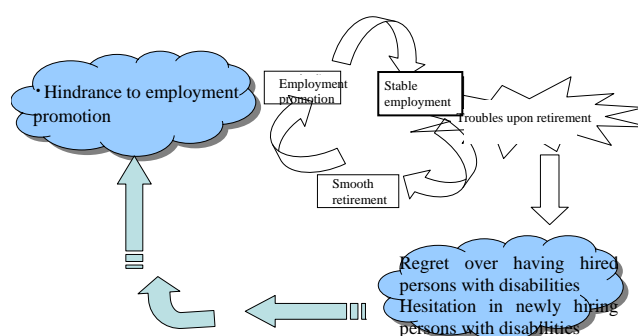 ・Hindrance to employment
promotion
Employment
promotion
Stable
employment
Troubles upon retirement
Smooth
retirement
Regret over having hired
persons with disabilities
Hesitation in newly hiring
persons with disabilities